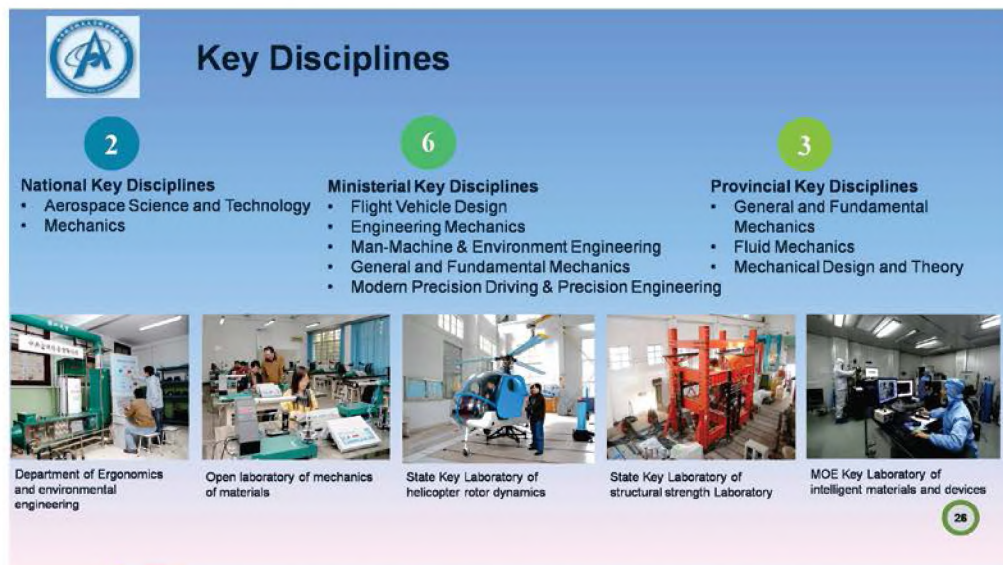 Key Disciplines
2
National Key Disciplines
• Aerospace Science and Technology
• Mechanics
6
Ministerial Key Disciplines
• Flight Vehicle Design
• Engineering Mechanics
• Man-Machine & Environment Engineering
• General and Fundamental Mechanics
• Modern Precision Driving & Precision Engineering
3
Provincial Key Disciplines
• General and Fundamental
Mechanics
• Fluid Mechanics
• Mechanical Design and Theory
Department of Ergonomics
and environmental
engineering
Open laboratory of mechanics
of materials
State Key Laboratory of
helicopter rotor dynamics
State Key Laboratory of
structural strength Laboratory
MOE Key Laboratory of
intelligent materials and devices
26